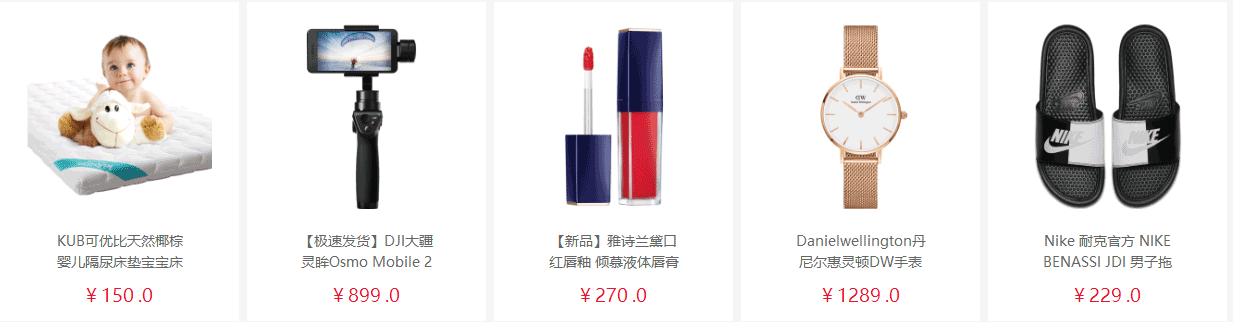 DW
NIKE
NIKE
KUB可优比天然椰棕
婴儿隔尿床垫宝宝床
¥ 150 .0
【极速发货】DJI大疆
灵眸Osmo Mobile 2
¥ 899 .0
【新品】雅诗兰黛口
红唇釉 倾慕液体唇膏
¥ 270 .0
Danielwellington丹
尼尔惠灵顿DW手表
¥ 1289 .0
Nike 耐克官方 NIKE
BENASSI JDI 男子拖
¥ 229 .0